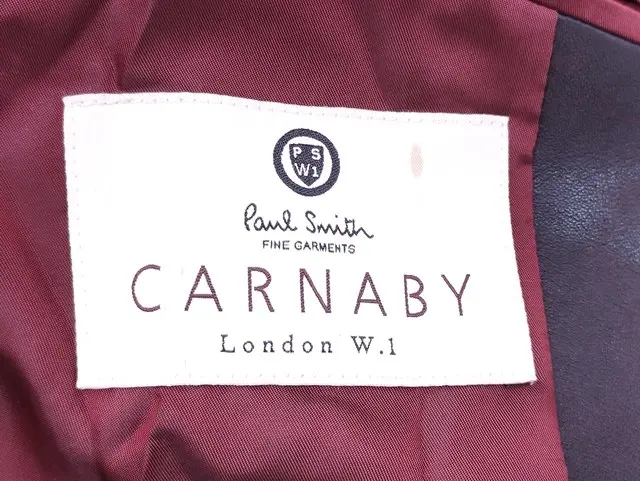 P S
W1
Paul Smith
FINE GARMENTS
CARNABY
London W.1